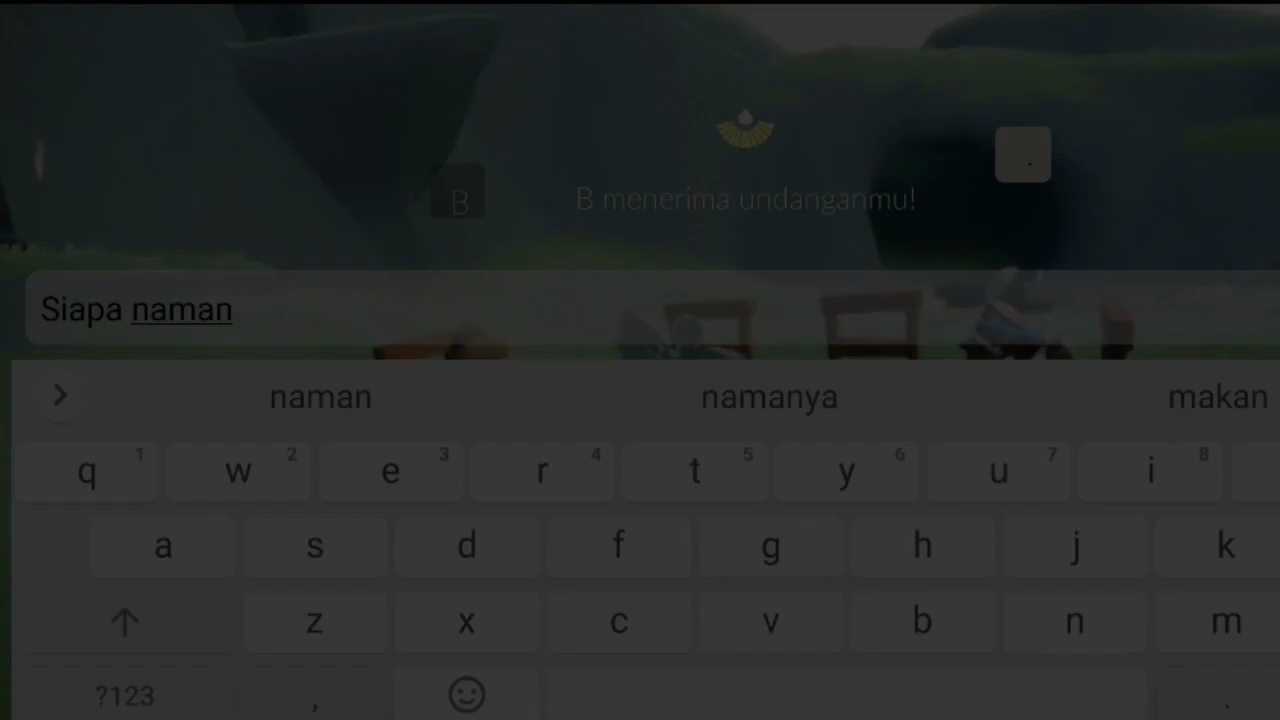 B
B menerima undanganmu!
.
Siapa naman
naman namanya makan
q 1 w 2 e 3 r 4 t 5 y 6 u 7 i 8
a s d f g h j k
z x c v b n m
?123 , .